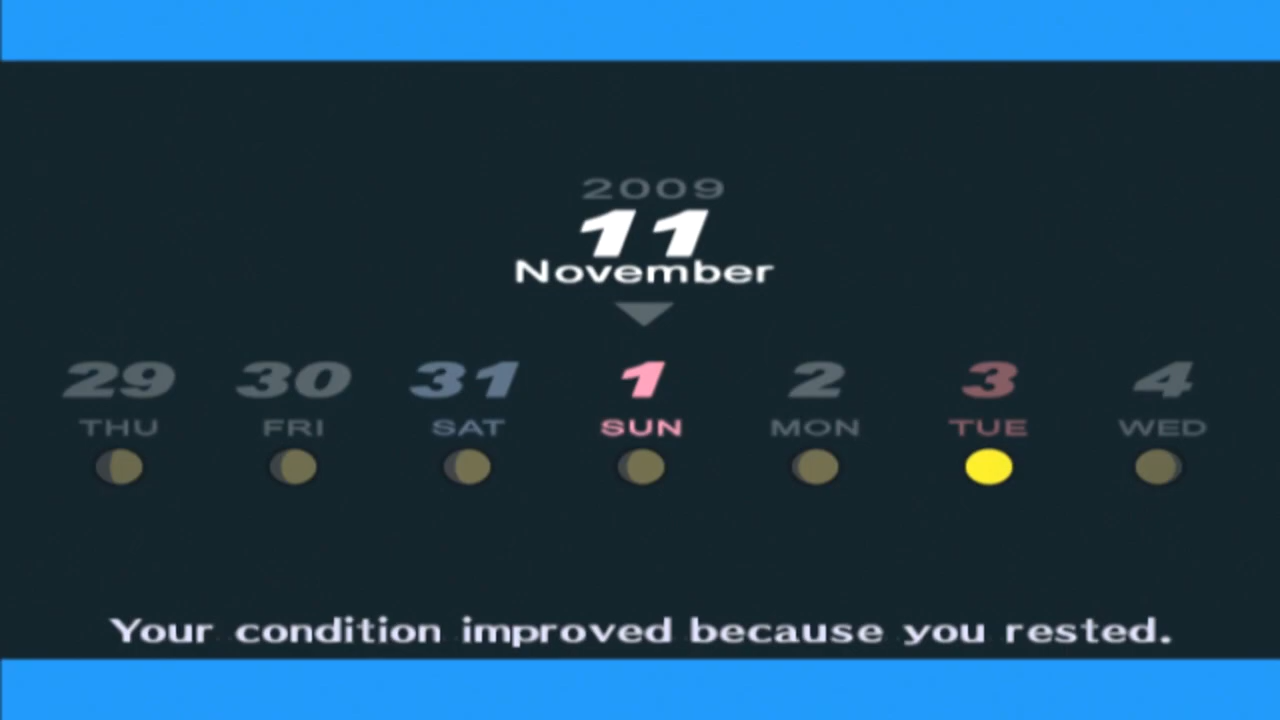 2009
11
November
29 30 31 1 2 3 4
THU FRI SAT SUN MON TUE WED
Your condition improved because you rested.